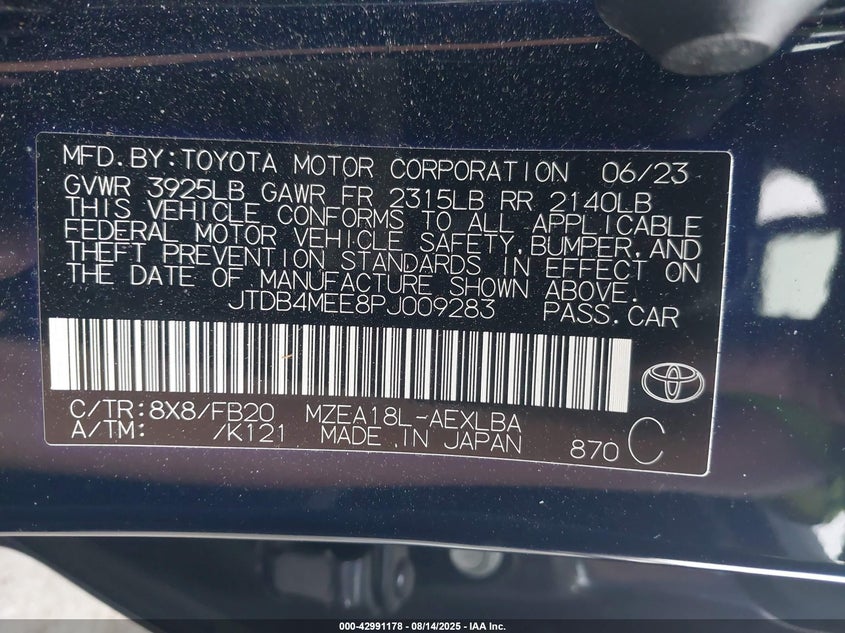 MFD.BY:TOYOTA MOTOR CORPORATION 06/23
GVWR 3925LB GAWR FR 2315LB RR 2140LB
THIS VEHICLE CONFORMS TO ALL APPLICABLE
FEDERAL MOTOR VEHICLE SAFETY,BUMPER,AND
THEFT PREVENTION STANDARDS IN EFFECT ON
THE DATE OF MANUFACTURE SHOWN ABOVE.
JTDB4MEE8PJ009283 PASS.CAR
C/TR:8X8/FB20 MZEA18L-AEXLBA
A/TM: /K121 MADE IN JAPAN 870 C
000-42991178 - 08/14/2025 - IAA Inc.